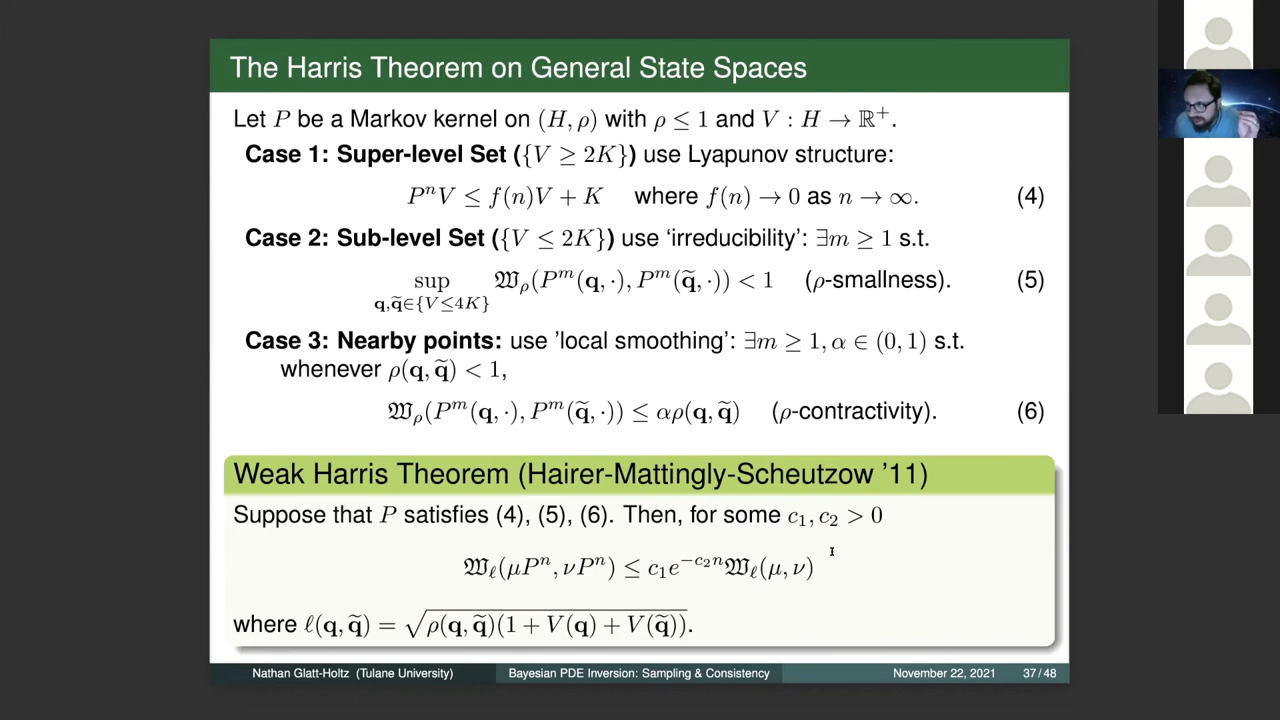 The Harris Theorem on General State Spaces
Let P be a Markov kernel on (H, ρ) with ρ ≤ 1 and V : H → ℝ⁺.
Case 1: Super-level Set ({V ≥ 2K}) use Lyapunov structure:
PⁿV ≤ f(n)V + K where f(n) → 0 as n → ∞. (4)
Case 2: Sub-level Set ({V ≤ 2K}) use ‘irreducibility’: ∃m ≥ 1 s.t.
sup_{q,q̃∈{V≤4K}} 𝔚_ρ(Pᵐ(q, ·), Pᵐ(q̃, ·)) < 1 (ρ-smallness). (5)
Case 3: Nearby points: use ’local smoothing’: ∃m ≥ 1, α ∈ (0, 1) s.t.
whenever ρ(q, q̃) < 1,
𝔚_ρ(Pᵐ(q, ·), Pᵐ(q̃, ·)) ≤ αρ(q, q̃) (ρ-contractivity). (6)
Weak Harris Theorem (Hairer-Mattingly-Scheutzow ’11)
Suppose that P satisfies (4), (5), (6). Then, for some c₁, c₂ > 0
𝔚_ℓ(μPⁿ, νPⁿ) ≤ c₁e^{−c₂n}𝔚_ℓ(μ, ν)
where ℓ(q, q̃) = √(ρ(q, q̃)(1 + V(q) + V(q̃))).
Nathan Glatt-Holtz (Tulane University) Bayesian PDE Inversion: Sampling & Consistency November 22, 2021 37 / 48